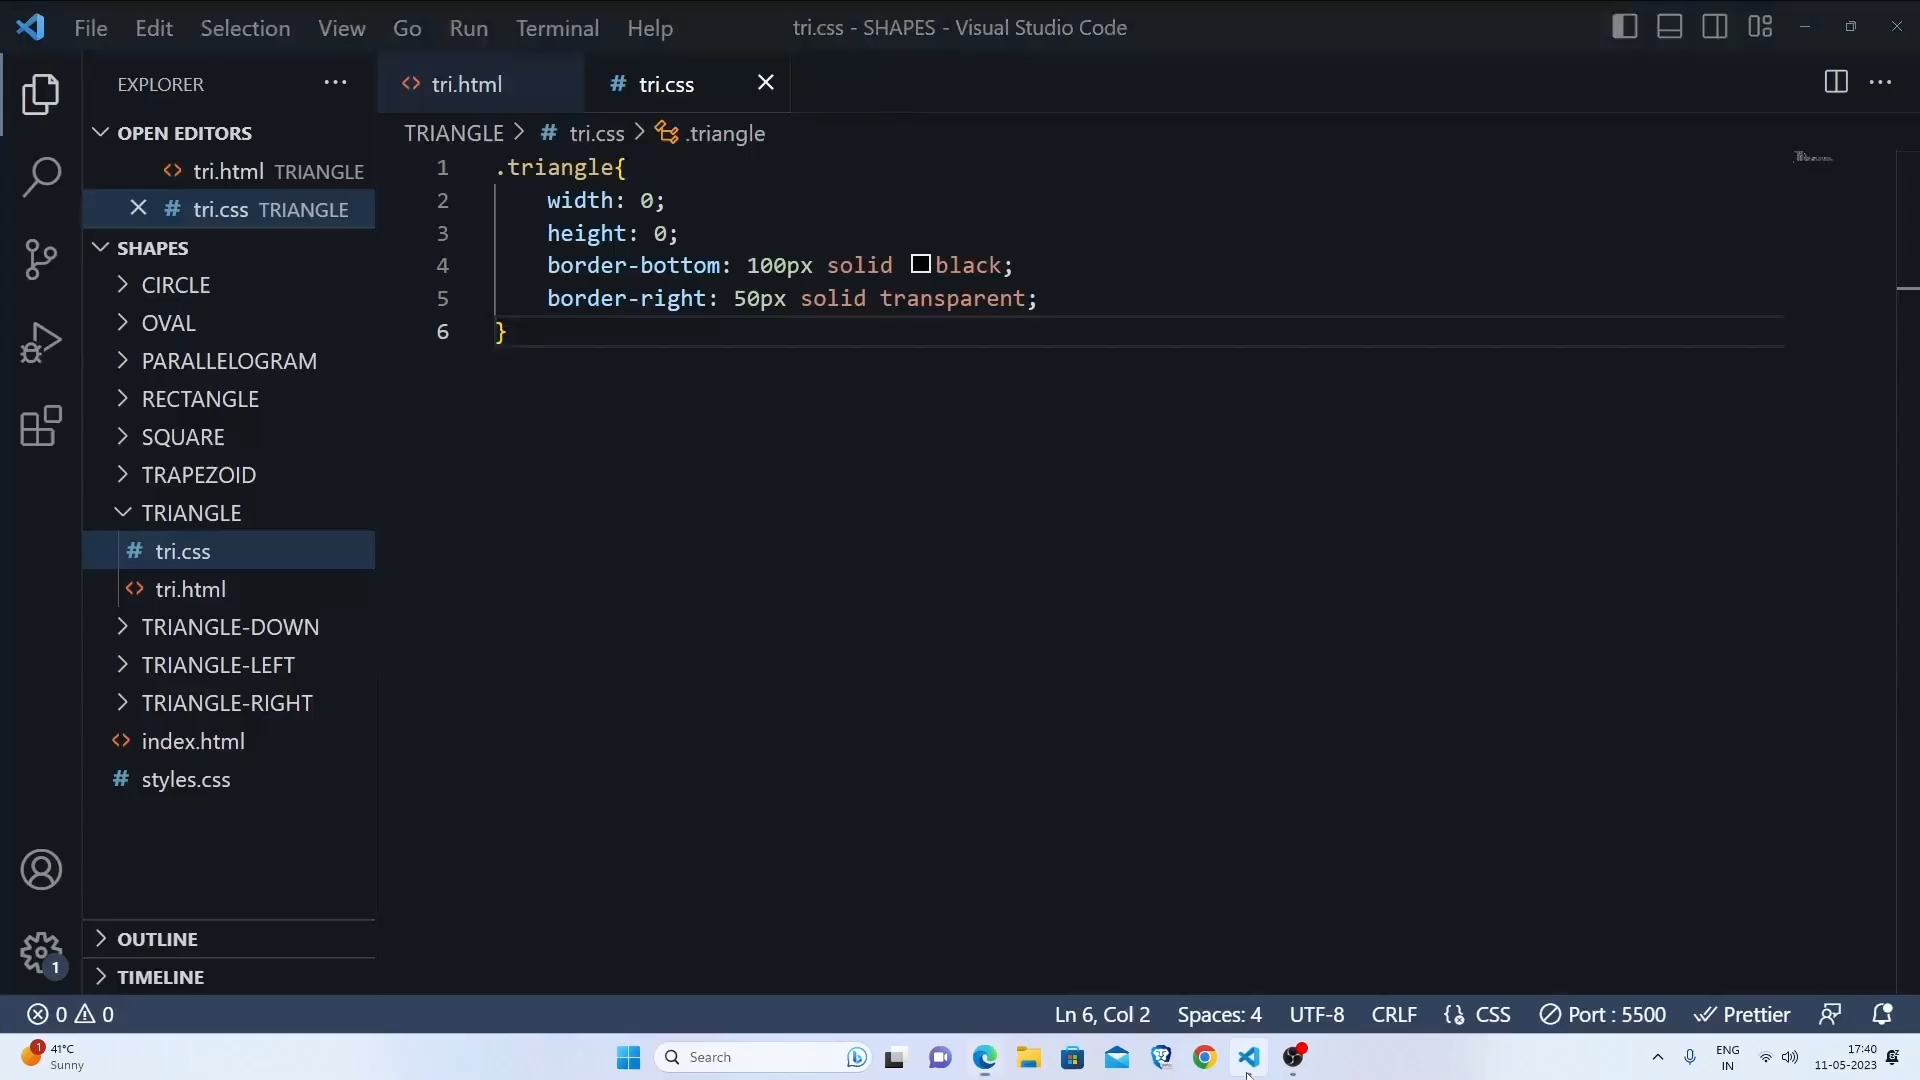 File Edit Selection View Go Run Terminal Help tri.css - SHAPES - Visual Studio Code
EXPLORER
tri.html
# tri.css
OPEN EDITORS
tri.html TRIANGLE
# tri.css TRIANGLE
SHAPES
CIRCLE
OVAL
PARALLELOGRAM
RECTANGLE
SQUARE
TRAPEZOID
TRIANGLE
# tri.css
tri.html
TRIANGLE-DOWN
TRIANGLE-LEFT
TRIANGLE-RIGHT
index.html
# styles.css
OUTLINE
TIMELINE
TRIANGLE > # tri.css > .triangle
1 .triangle{
2 width: 0;
3 height: 0;
4 border-bottom: 100px solid black;
5 border-right: 50px solid transparent;
6 }
1
0 0
Ln 6, Col 2 Spaces: 4 UTF-8 CRLF CSS Port : 5500 Prettier
1
41°C
Sunny
Search
ENG
IN
17:40
11-05-2023